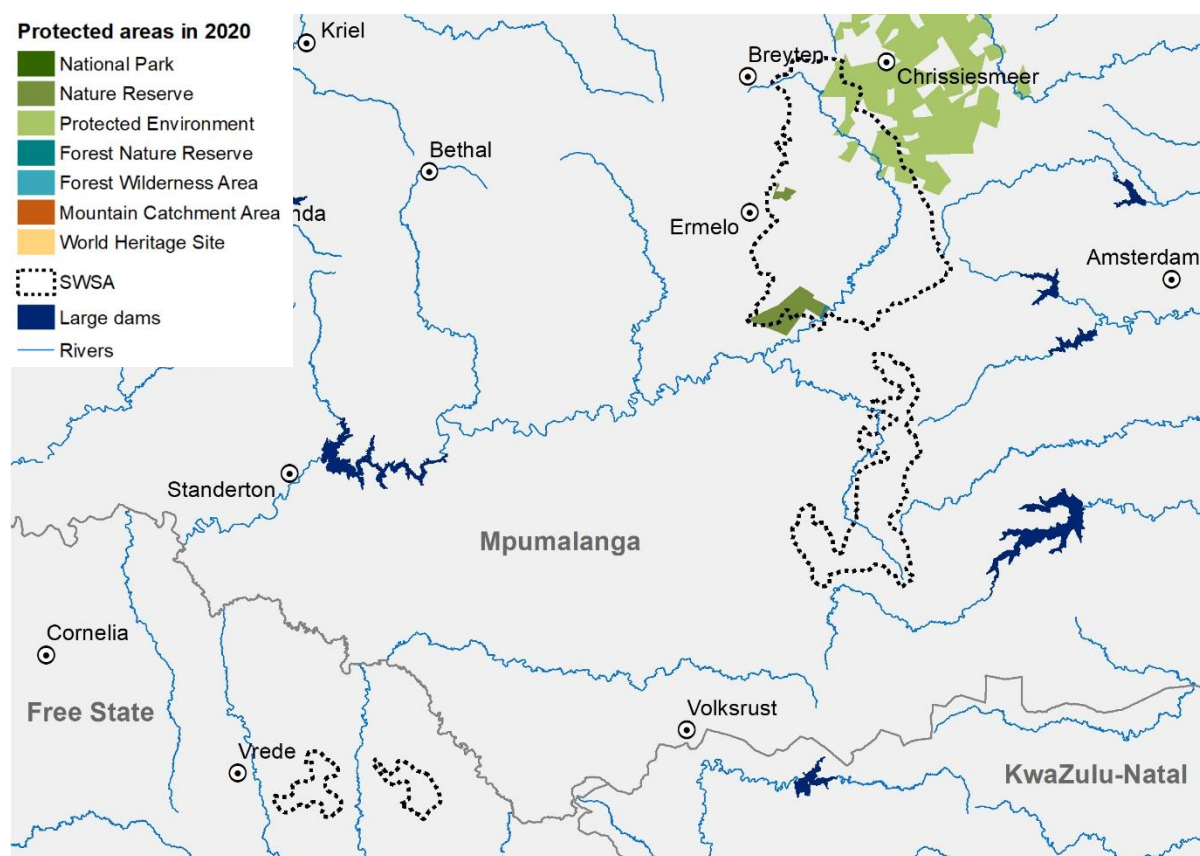 Protected areas in 2020
National Park
Nature Reserve
Protected Environment
Forest Nature Reserve
Forest Wilderness Area
Mountain Catchment Area
World Heritage Site
SWSA
Large dams
Rivers
Kriel
Breyten
Chrissiesmeer
Bethal
nda
Ermelo
Amsterdam
Standerton
Mpumalanga
Cornelia
Free State
Volksrust
Vrede
KwaZulu-Natal